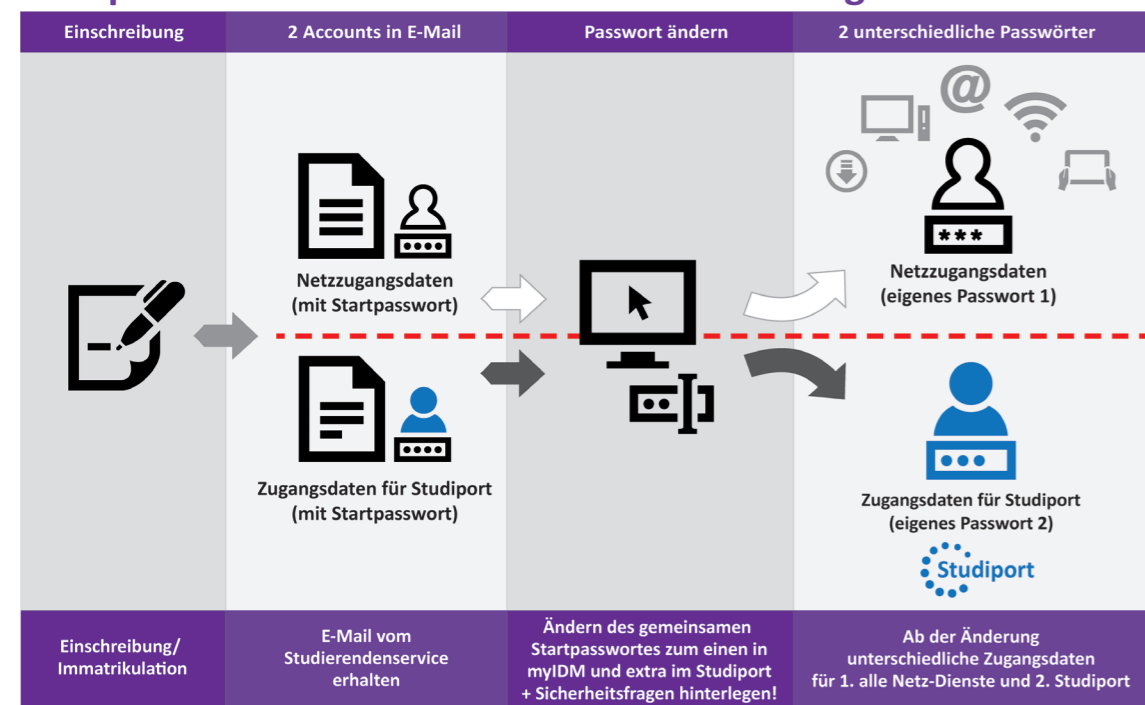 Einschreibung
2 Accounts in E-Mail
Passwort ändern
2 unterschiedliche Passwörter
@
***
Netzzugangsdaten
(mit Startpasswort)
Netzzugangsdaten
(eigenes Passwort 1)
Zugangsdaten für Studiport
(mit Startpasswort)
Zugangsdaten für Studiport
(eigenes Passwort 2)
Studiport
Einschreibung/
Immatrikulation
E-Mail vom
Studierendenservice
erhalten
Ändern des gemeinsamen
Startpasswortes zum einen in
myIDM und extra im Studiport
+ Sicherheitsfragen hinterlegen!
Ab der Änderung
unterschiedliche Zugangsdaten
für 1. alle Netz-Dienste und 2. Studiport